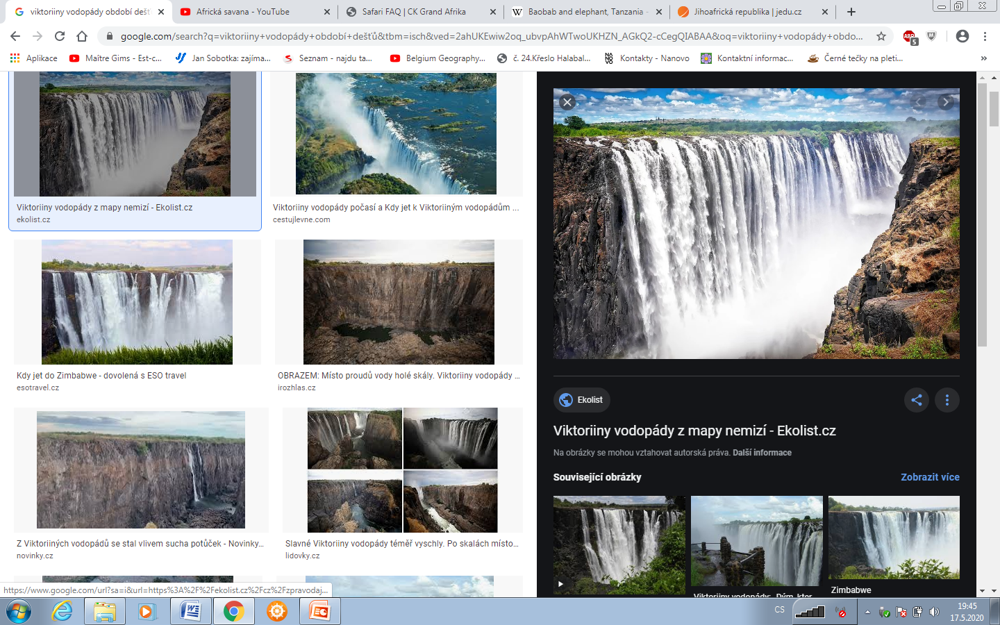 viktoriiny vodopády období dešť
Africká savana - YouTube
Safari FAQ | CK Grand Afrika
Baobab and elephant, Tanzania -
Jihoafrická republika | jedu.cz
google.com/search?q=viktoriiny+vodopády+období+dešťů&tbm=isch&ved=2ahUKEwiw2oq_ubvpAhWTwoUKHZN_AGkQ2-cCegQIABAA&oq=viktoriiny+vodopády+obdo...
ABP
5
Aplikace
Maître Gims - Est-c...
Jan Sobotka: zajíma...
Seznam - najdu ta...
Belgium Geography...
č. 24.Křeslo Halabal...
Kontakty - Nanovo
Kontaktní informac...
Černé tečky na pleti...
»
Viktoriiny vodopády z mapy nemizí - Ekolist.cz
ekolist.cz
Viktoriiny vodopády počasí a Kdy jet k Viktoriiným vodopádům ...
cestujlevne.com
Kdy jet do Zimbabwe - dovolená s ESO travel
esotravel.cz
OBRAZEM: Místo proudů vody holé skály. Viktoriiny vodopády ...
irozhlas.cz
Z Viktoriiných vodopádů se stal vlivem sucha potůček - Novinky...
novinky.cz
Slavné Viktoriiny vodopády téměř vyschly. Po skalách místo...
lidovky.cz
Ekolist
Viktoriiny vodopády z mapy nemizí - Ekolist.cz
Na obrázky se mohou vztahovat autorská práva. Další informace
Související obrázky
Zobrazit více
Viktoriiny vodopády: „Dým, kter
Zimbabwe
https://www.google.com/url?sa=i&url=https%3A%2F%2Fekolist.cz%2Fcz%2Fzpravodaj...
CS
19:45
17.5.2020